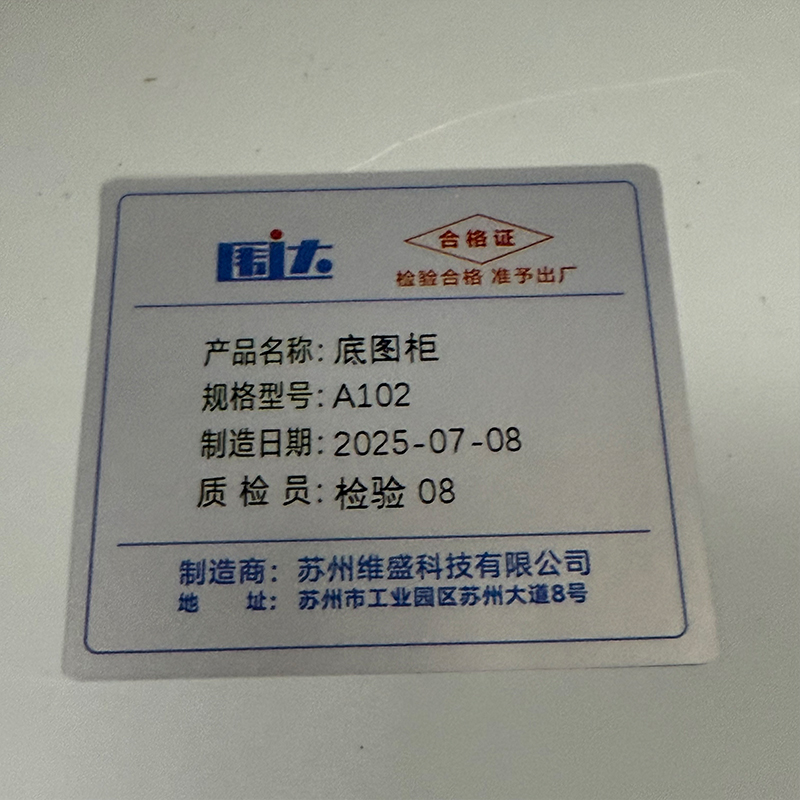 围达
合格证
检验合格 准予出厂
产品名称：底图柜
规格型号：A102
制造日期：2025-07-08
质 检 员：检验 08
制造商：苏州维盛科技有限公司
地 址：苏州市工业园区苏州大道8号